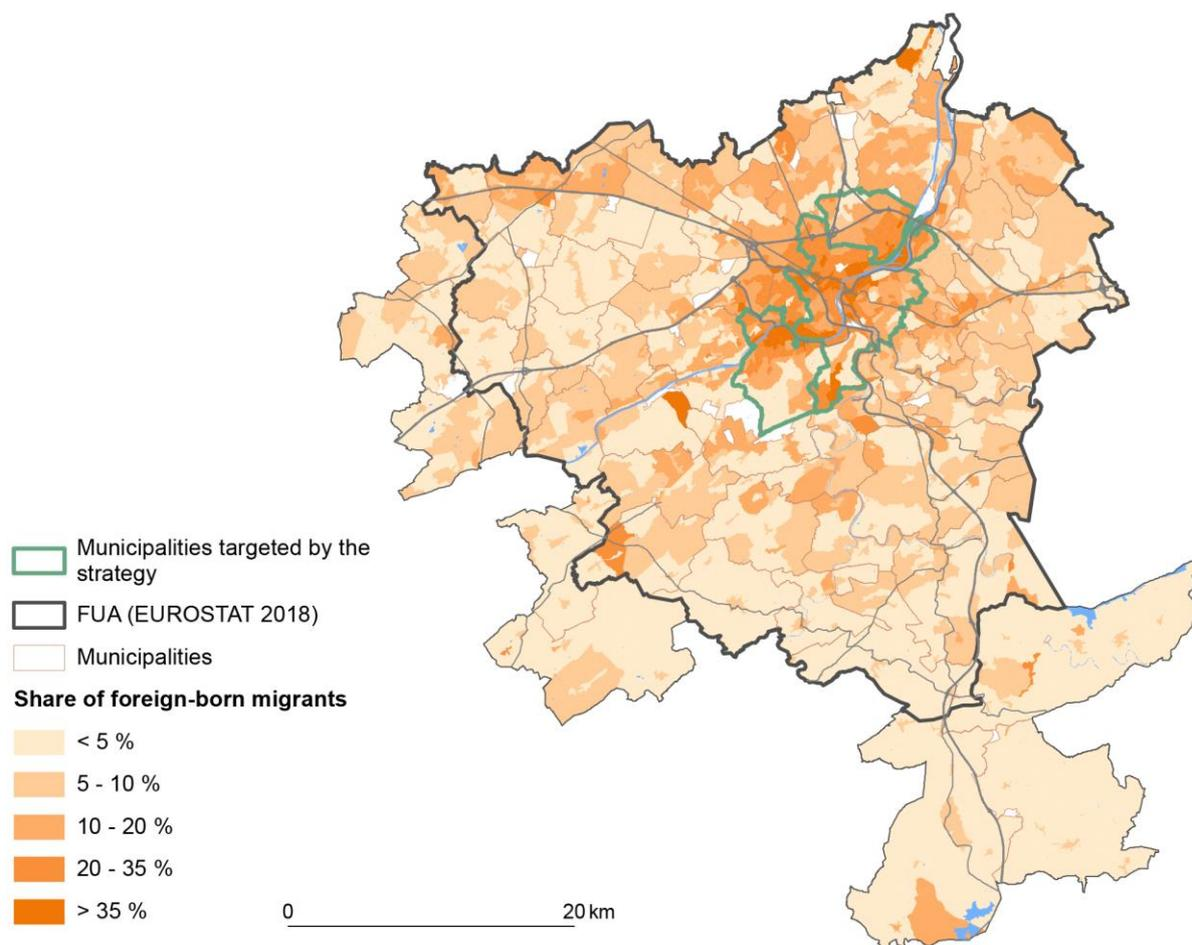 Municipalities targeted by the
strategy
FUA (EUROSTAT 2018)
Municipalities
Share of foreign-born migrants
< 5 %
5 - 10 %
10 - 20 %
20 - 35 %
> 35 %
0 20 km